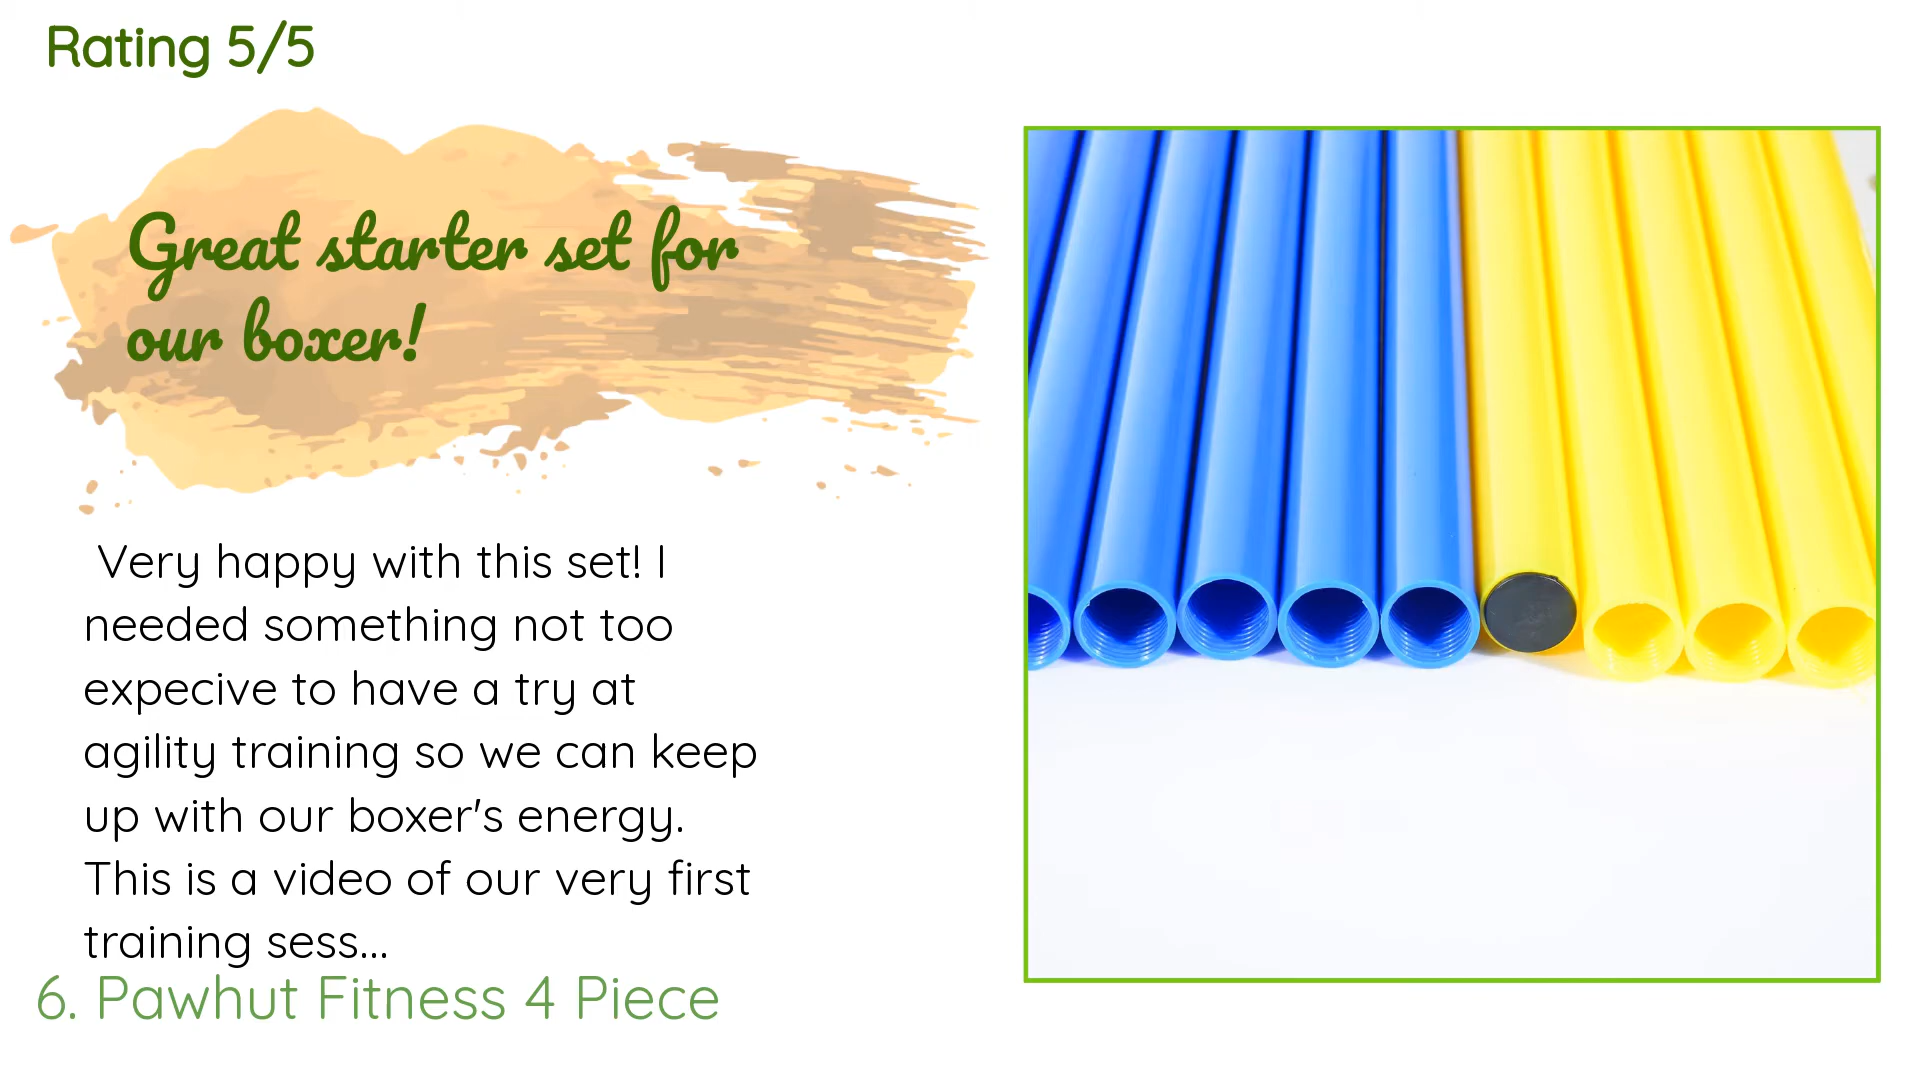 Rating 5/5
Great starter set for
our boxer!
Very happy with this set! I
needed something not too
expecive to have a try at
agility training so we can keep
up with our boxer's energy.
This is a video of our very first
training sess...
6. Pawhut Fitness 4 Piece